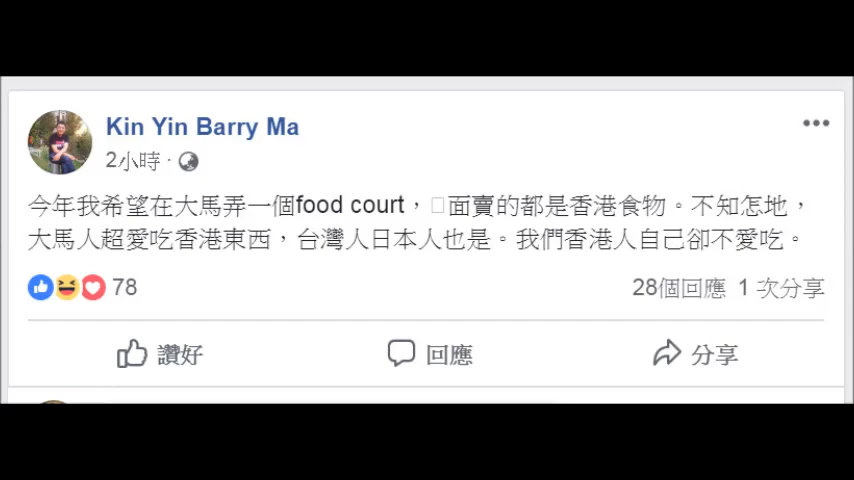 Kin Yin Barry Ma
2小時 ·
今年我希望在大馬弄一個food court，□面賣的都是香港食物。不知怎地，
大馬人超愛吃香港東西，台灣人日本人也是。我們香港人自己卻不愛吃。
78
28個回應 1 次分享
讚好
回應
分享